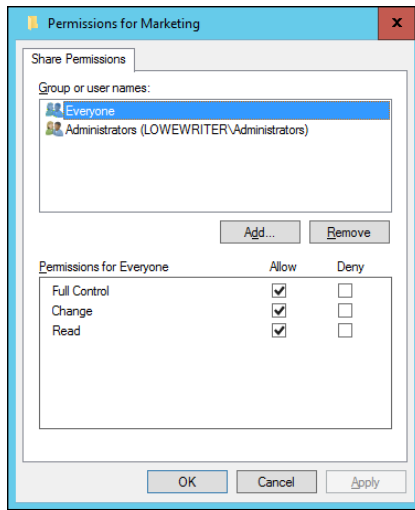 Permissions for Marketing
x
Share Permissions
Group or user names:
Everyone
Administrators (LOWEWRITER\Administrators)
Add... Remove
Permissions for Everyone Allow Deny
Full Control
Change
Read
OK Cancel Apply